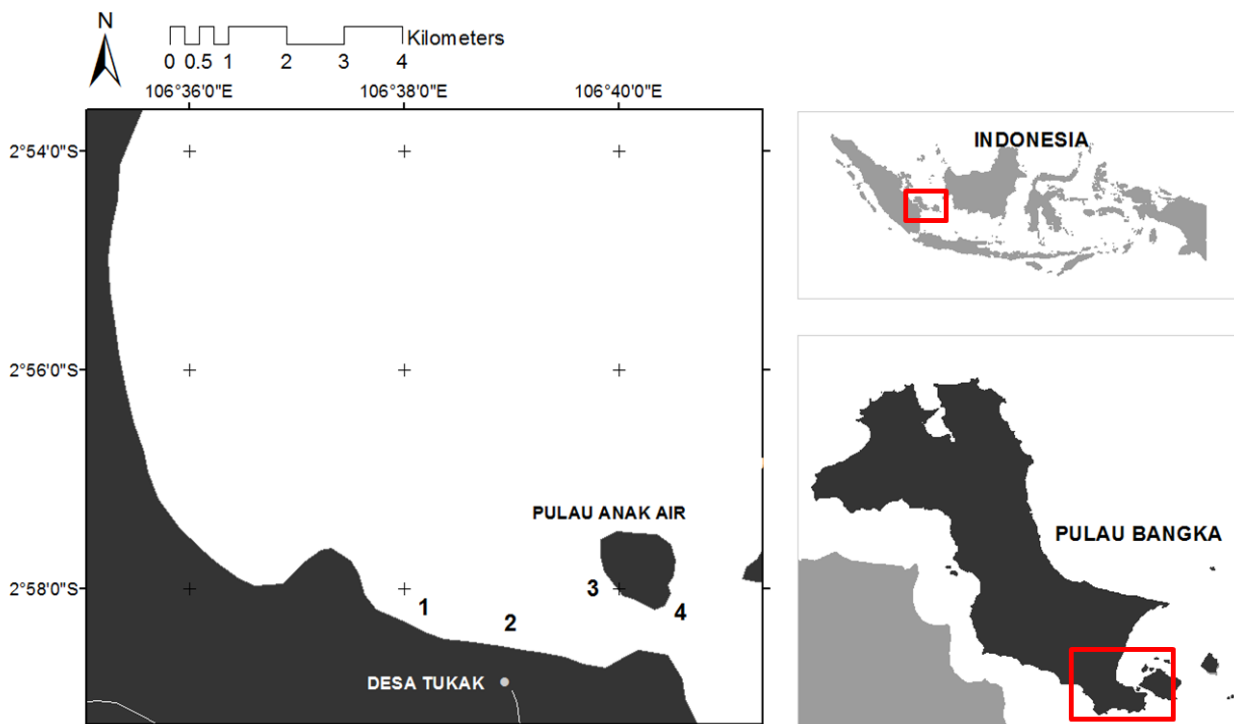 N
Kilometers
0 0.5 1 2 3 4
106°36'0"E 106°38'0"E 106°40'0"E
2°54'0"S
2°56'0"S
2°58'0"S
PULAU ANAK AIR
1
2
3
4
DESA TUKAK
INDONESIA
PULAU BANGKA